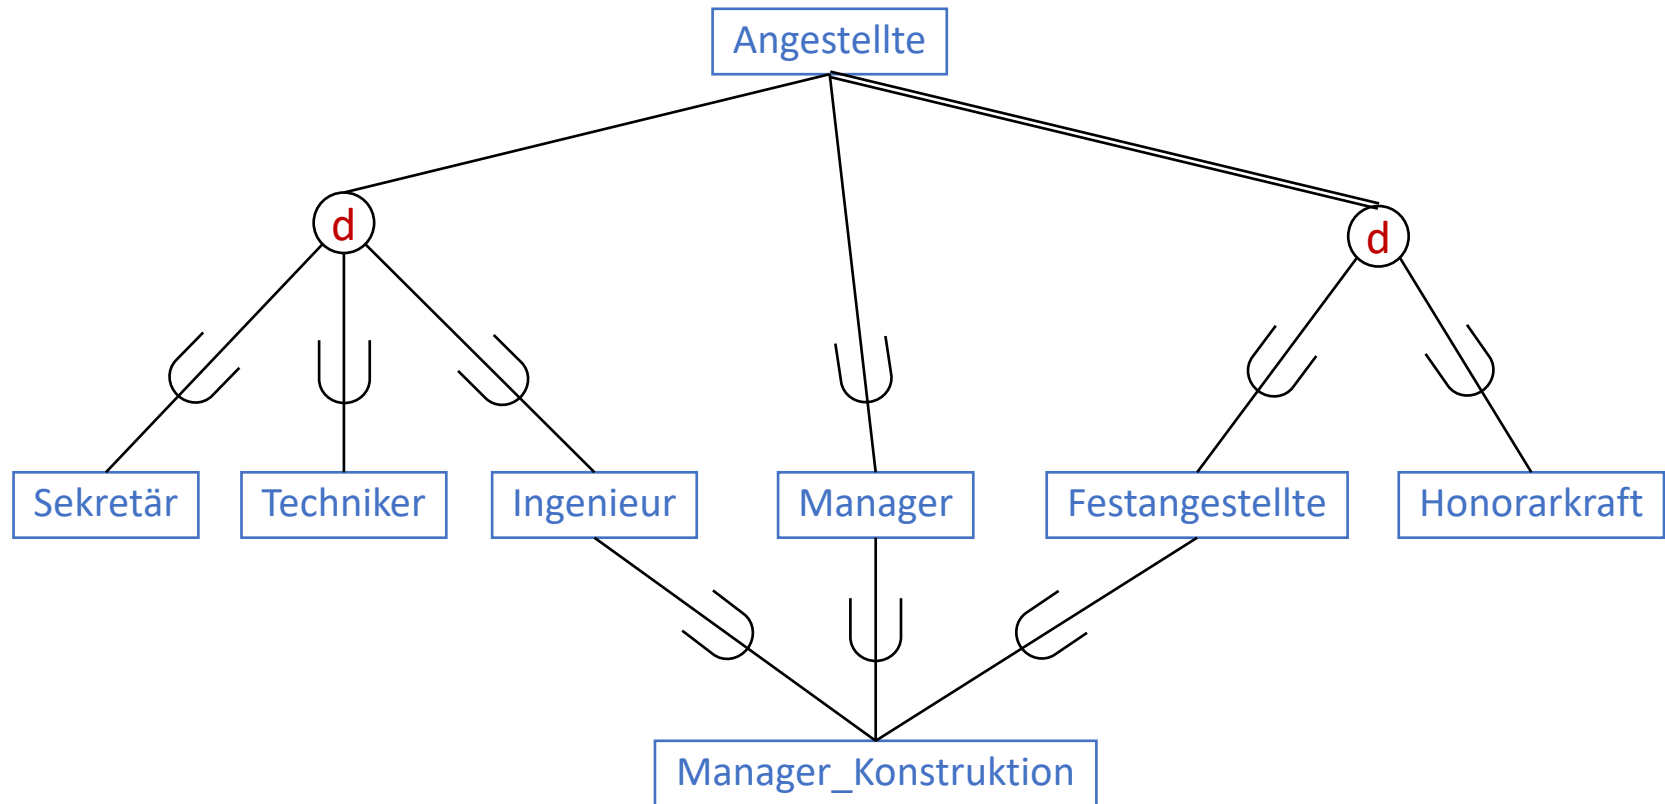 Angestellte
d
d
Sekretär
Techniker
Ingenieur
Manager
Festangestellte
Honorarkraft
Manager_Konstruktion